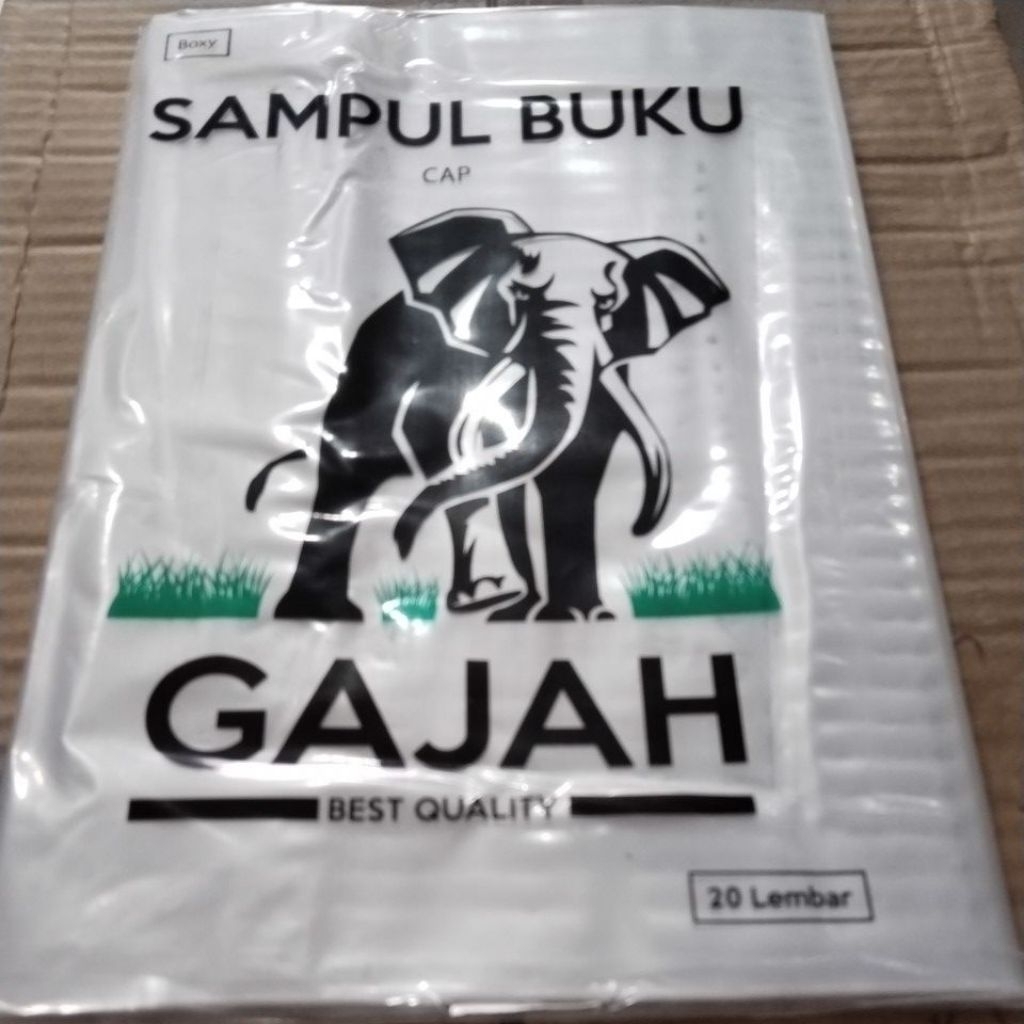 Boxy
SAMPUL BUKU
CAP
GAJAH
BEST QUALITY
20 Lembar